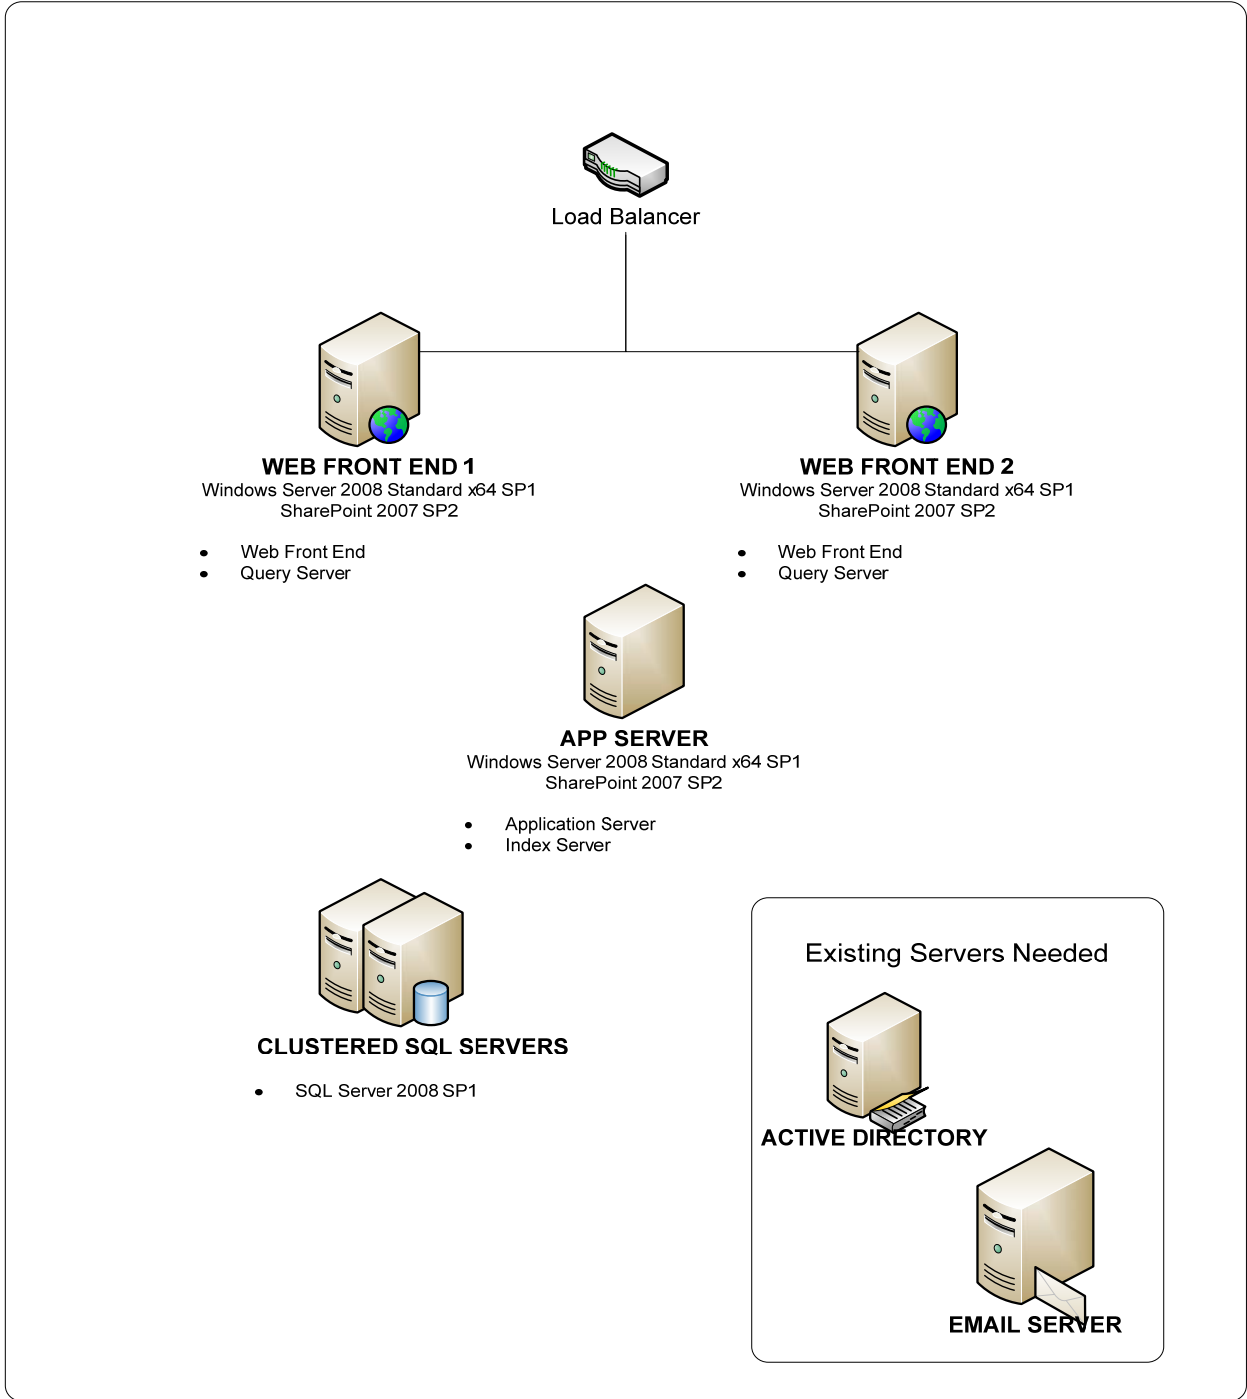 Load Balancer
WEB FRONT END 1
Windows Server 2008 Standard x64 SP1
SharePoint 2007 SP2
• Web Front End
• Query Server
WEB FRONT END 2
Windows Server 2008 Standard x64 SP1
SharePoint 2007 SP2
• Web Front End
• Query Server
APP SERVER
Windows Server 2008 Standard x64 SP1
SharePoint 2007 SP2
• Application Server
• Index Server
CLUSTERED SQL SERVERS
• SQL Server 2008 SP1
Existing Servers Needed
ACTIVE DIRECTORY
EMAIL SERVER